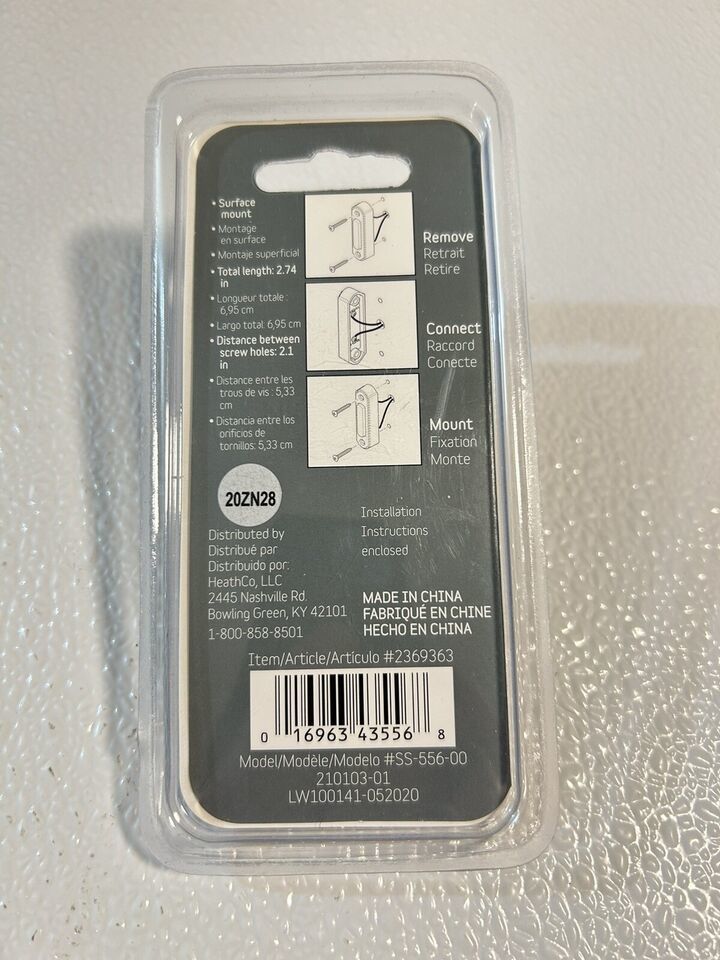 • Surface
mount
• Montage
en surface
• Montaje superficial
• Total length: 2.74
in
• Longueur totale :
6,95 cm
• Largo total: 6,95 cm
• Distance between
screw holes: 2.1
in
• Distance entre les
trous de vis : 5,33
cm
• Distancia entre los
orificios de
tornillos: 5,33 cm
Remove
Retrait
Retire
Connect
Raccord
Conecte
Mount
Fixation
Monte
20ZN28
Installation
Instructions
enclosed
Distributed by
Distribué par
Distribuido por:
HeathCo, LLC
2445 Nashville Rd.
Bowling Green, KY 42101
1-800-858-8501
MADE IN CHINA
FABRIQUÉ EN CHINE
HECHO EN CHINA
Item/Article/Artículo #2369363
0 16963 43556 8
Model/Modèle/Modelo #SS-556-00
210103-01
LW100141-052020